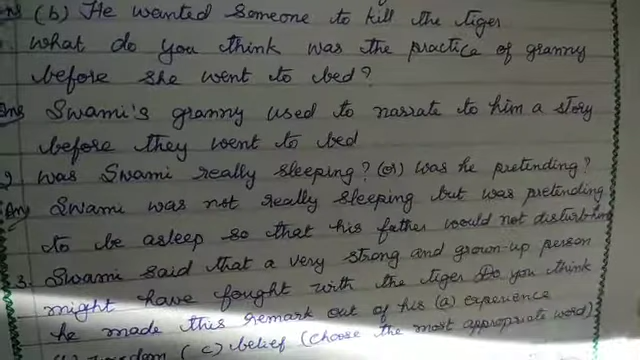 (b) He wanted someone to kill the tiger
what do you think was the practice of granny
before she went to bed?
Ans Swami's granny used to narrate to him a story
before they went to bed
2 was Swami really sleeping? (or) was he pretending?
Ans Swami was not really sleeping but was pretending
to be asleep so that his father would not disturb him
3. Swami said that a very strong and grown-up person
might have fought with the tiger Do you think
he made this remark out of his (a) experience
(c) belief (choose the most appropriate word)